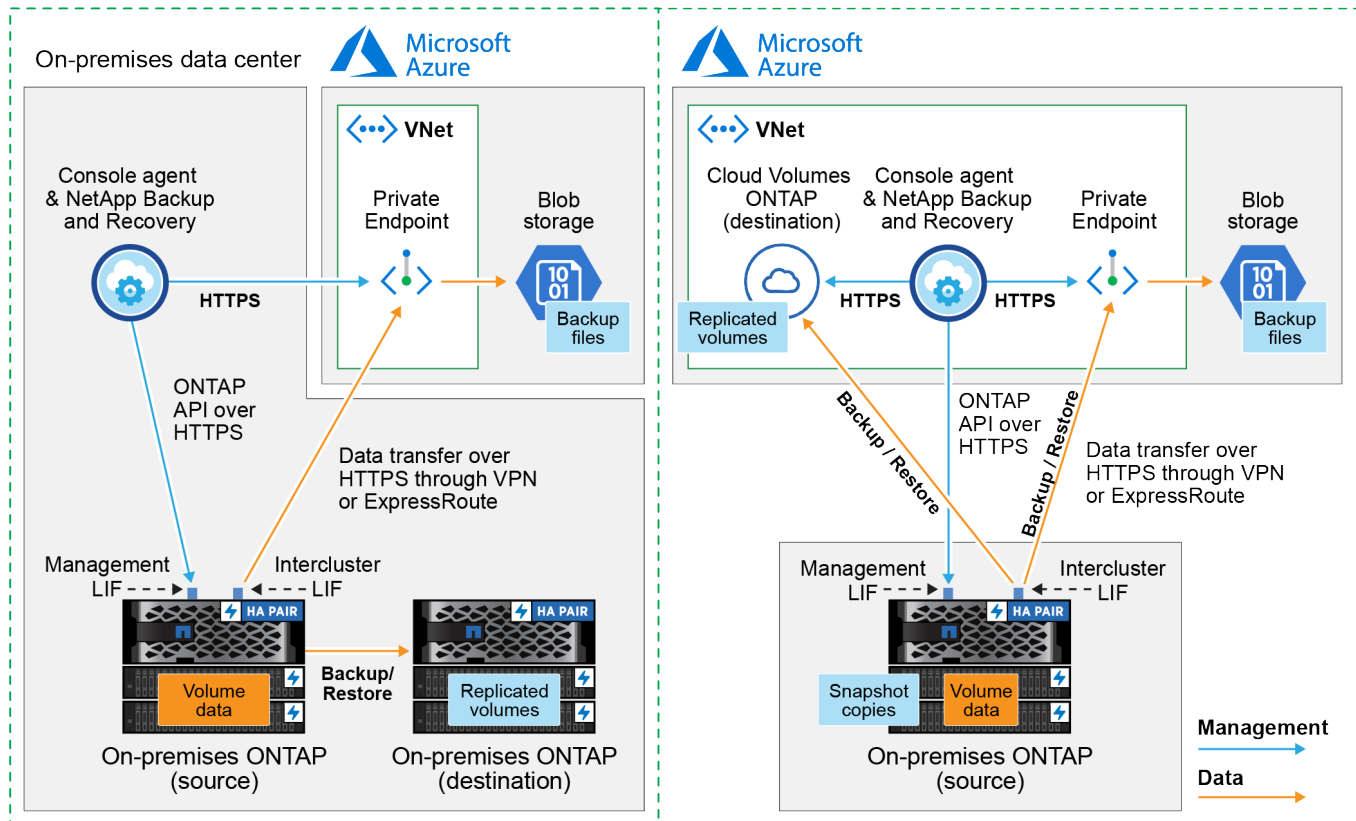 On-premises data center
Microsoft
Azure
VNet
Console agent
& NetApp Backup
and Recovery
Private
Endpoint
Blob
storage
HTTPS
10
01
Backup
files
ONTAP
API over
HTTPS
Data transfer over
HTTPS through VPN
or ExpressRoute
Management
LIF
Intercluster
LIF
HA PAIR
HA PAIR
Volume
data
Backup/
Restore
Replicated
volumes
On-premises ONTAP
(source)
On-premises ONTAP
(destination)
Microsoft
Azure
VNet
Cloud Volumes
ONTAP
(destination)
Console agent
& NetApp Backup
and Recovery
Private
Endpoint
Blob
storage
HTTPS
HTTPS
10
01
Replicated
volumes
Backup
files
Backup / Restore
ONTAP
API over
HTTPS
Backup / Restore
Data transfer over
HTTPS through VPN
or ExpressRoute
Management
LIF
Intercluster
LIF
HA PAIR
Snapshot
copies
Volume
data
On-premises ONTAP
(source)
Management
Data